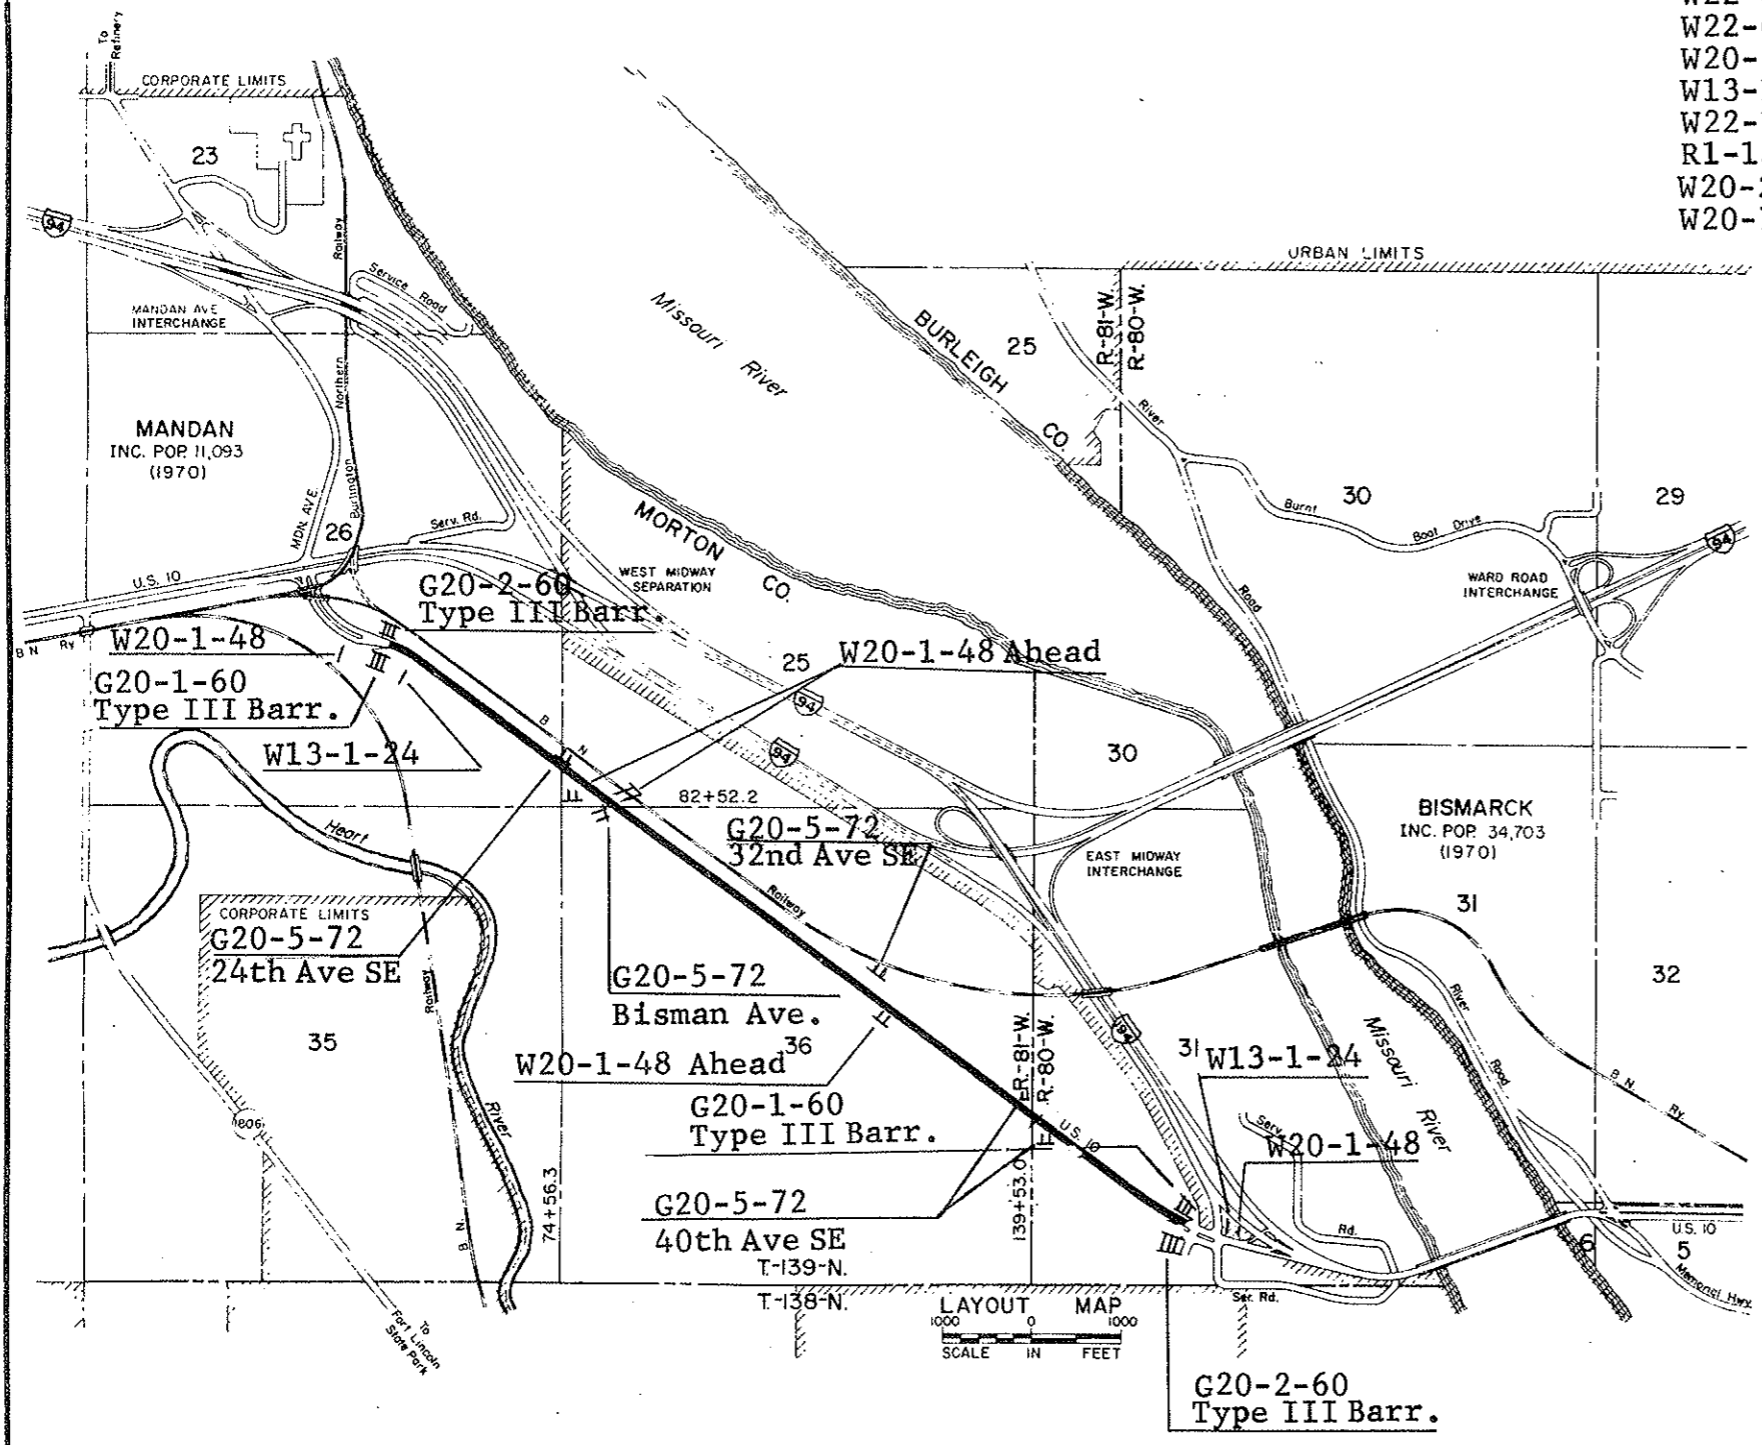 W22-
W20-
W13-
W22-
R1-1
W20-
W20-
To
Refinery
CORPORATE LIMITS
23
94
Railway
Service Road
MANDAN AVE
INTERCHANGE
Northern
URBAN LIMITS
Missouri River
BURLEIGH CO.
25
R-81-W.
R-80-W.
River
MANDAN
INC. POP. 11,093
(1970)
MDN. AVE.
Burlington
26
Serv. Rd.
MORTON CO.
30
29
Burnt Boat Drive
94
U.S. 10
G20-2-60
Type III Barr.
WEST MIDWAY
SEPARATION
WARD ROAD
INTERCHANGE
Road
B N Ry
W20-1-48
25
W20-1-48 Ahead
G20-1-60
Type III Barr.
94
W13-1-24
B N
94
30
82+52.2
BISMARCK
INC. POP. 34,703
(1970)
Heart
G20-5-72
32nd Ave SE
EAST MIDWAY
INTERCHANGE
Railway
31
CORPORATE LIMITS
G20-5-72
24th Ave SE
Railway
G20-5-72
Bisman Ave.
32
River
35
36
W20-1-48 Ahead
R-81-W.
R-80-W.
194
31
W13-1-24
Missouri River
Road
B N. Ry.
1806
River
G20-1-60
Type III Barr.
U.S. 10
Serv.
W20-1-48
74+56.3
139+53.0
G20-5-72
40th Ave SE
B N.
Rd.
6
5
U.S. 10
Memorial Hwy.
T-139-N.
T-138-N.
Ser. Rd.
To
Fort Lincoln
State Park
LAYOUT MAP
1000 0 1000
SCALE IN FEET
G20-2-60
Type III Barr.